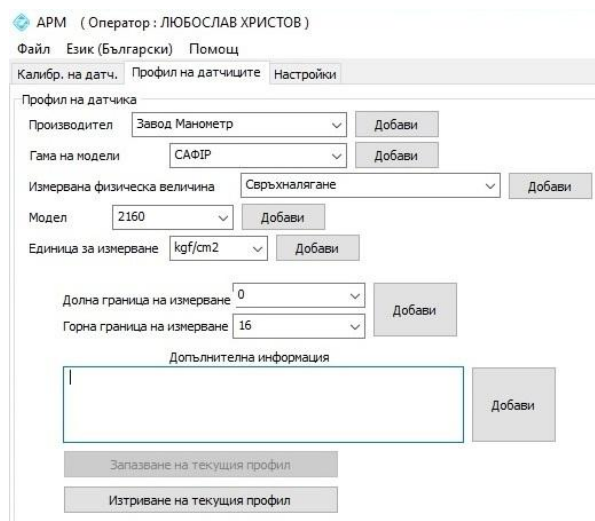 АРМ ( Оператор : ЛЮБОСЛАВ ХРИСТОВ )
Файл Език (Български) Помощ
Калибр. на датч. Профил на датчиците Настройки
Профил на датчика
Производител Завод Манометр Добави
Гама на модели САФІР Добави
Измервана физическа величина Свръхналягане Добави
Модел 2160 Добави
Единица за измерване kgf/cm2 Добави
Долна граница на измерване 0
Горна граница на измерване 16 Добави
Допълнителна информация
Добави
Запазване на текущия профил
Изтриване на текущия профил